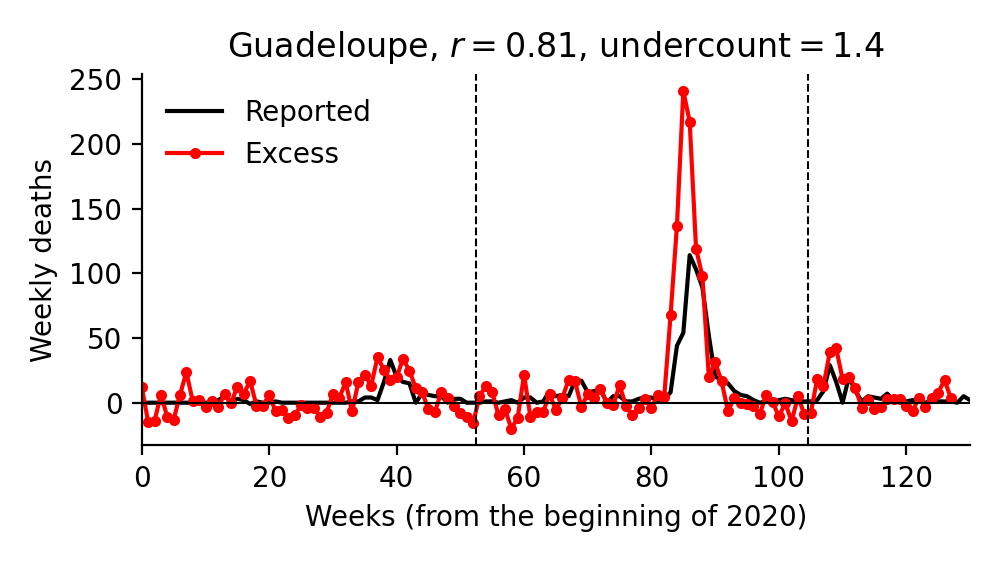 Guadeloupe, r = 0.81, undercount = 1.4
Weekly deaths
250
200
150
100
50
0
Reported
Excess
0 20 40 60 80 100 120
Weeks (from the beginning of 2020)